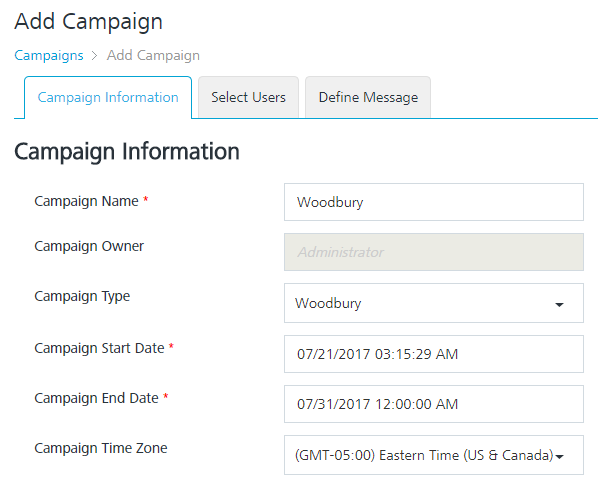 Add Campaign
Campaigns > Add Campaign
Campaign Information Select Users Define Message
Campaign Information
Campaign Name * Woodbury
Campaign Owner Administrator
Campaign Type Woodbury
Campaign Start Date * 07/21/2017 03:15:29 AM
Campaign End Date * 07/31/2017 12:00:00 AM
Campaign Time Zone (GMT-05:00) Eastern Time (US & Canada)